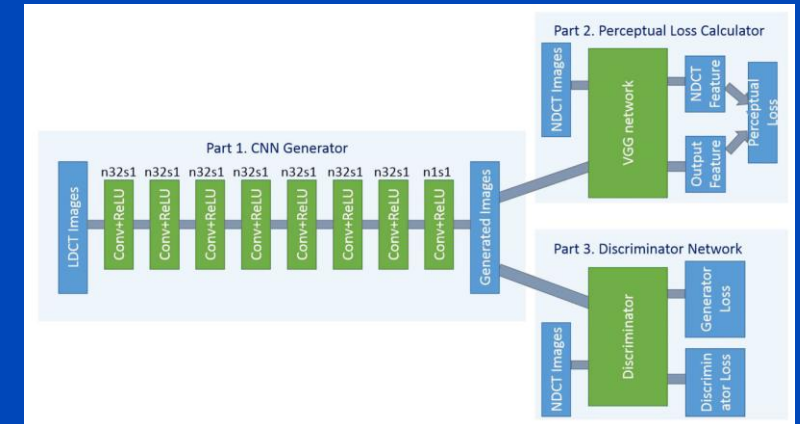 Part 1. CNN Generator
n32s1 n32s1 n32s1 n32s1 n32s1 n32s1 n32s1 n1s1
LDCT Images
Conv+ReLU
Conv+ReLU
Conv+ReLU
Conv+ReLU
Conv+ReLU
Conv+ReLU
Conv+ReLU
Conv+ReLU
Generated Images
Part 2. Perceptual Loss Calculator
NDCT Images
VGG network
NDCT
Feature
Output
Feature
Perceptual
Loss
Part 3. Discriminator Network
NDCT Images
Discriminator
Generator
Loss
Discrimin
ator Loss